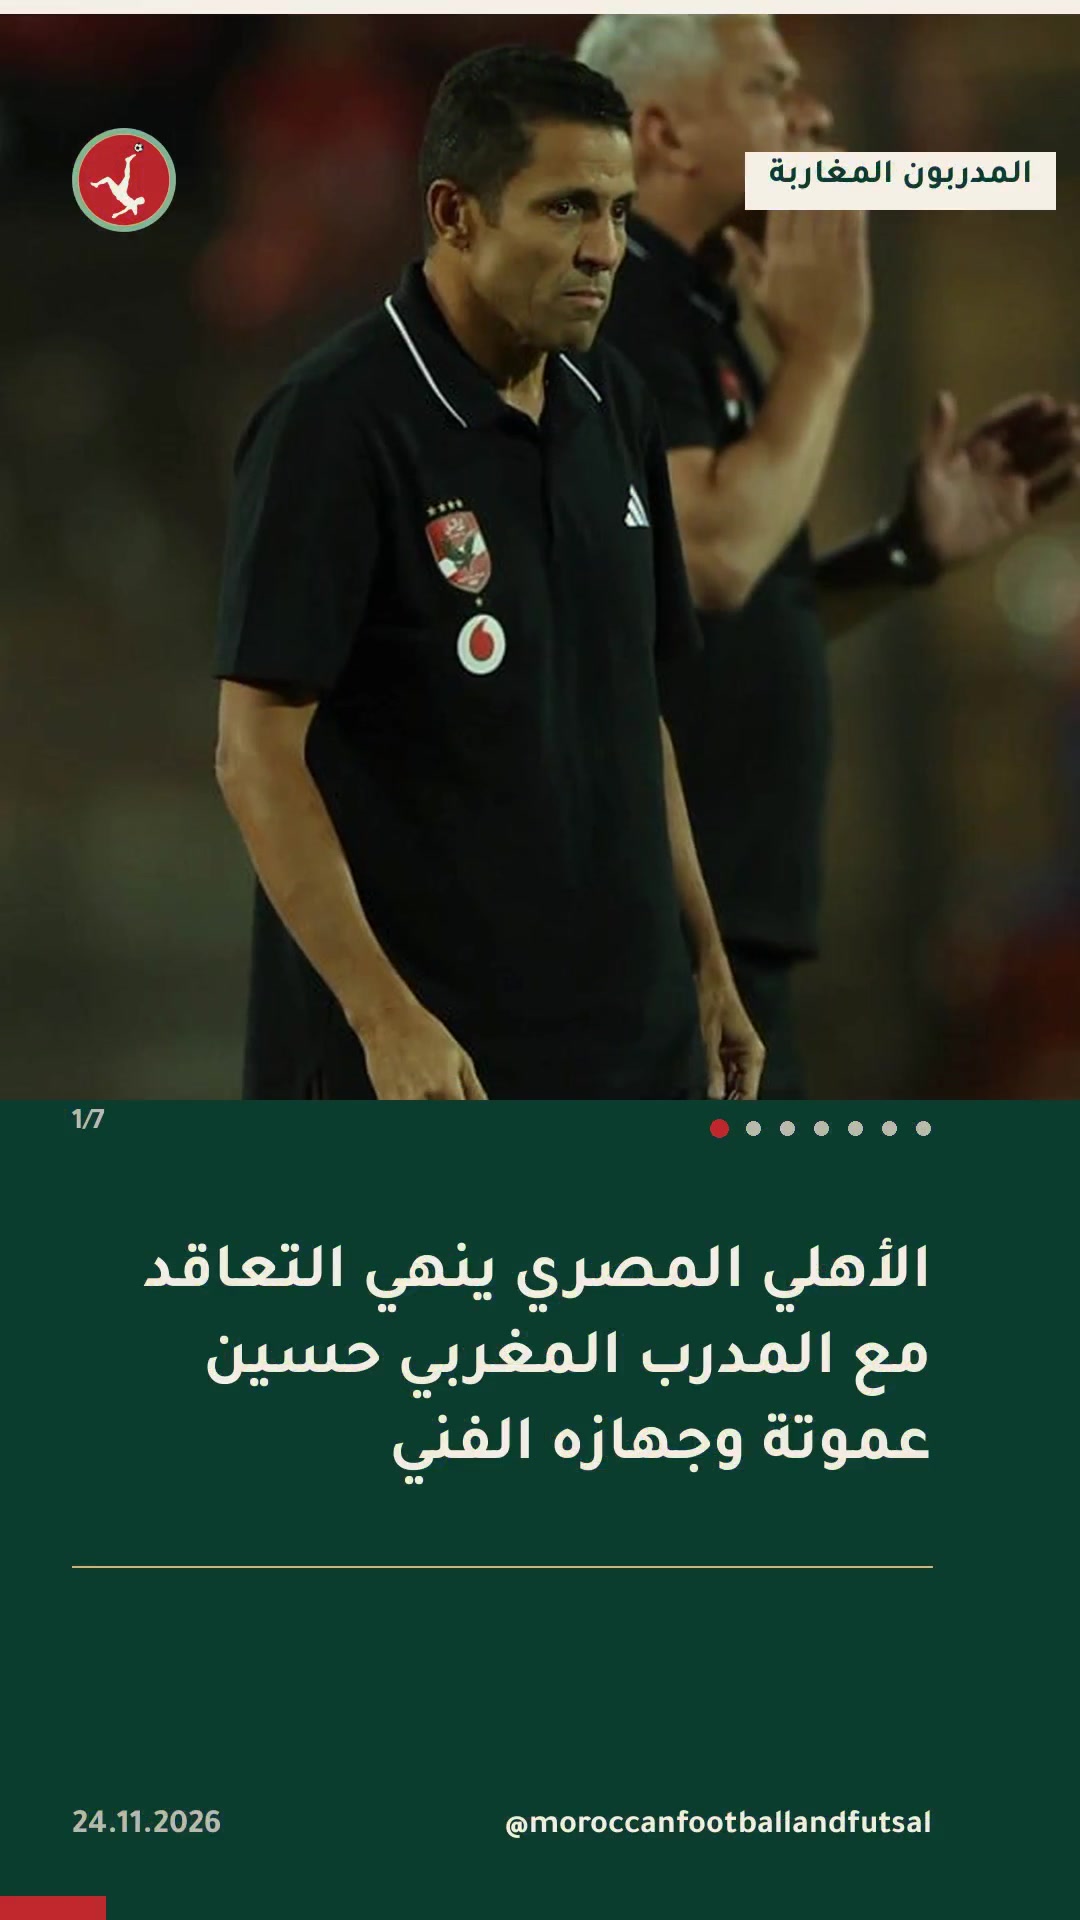 المدربون المغاربة
1/7
الأهلي المصري ينهي التعاقد
مع المدرب المغربي حسين
عموتة وجهازه الفني
24.11.2026
@moroccanfootballandfutsal